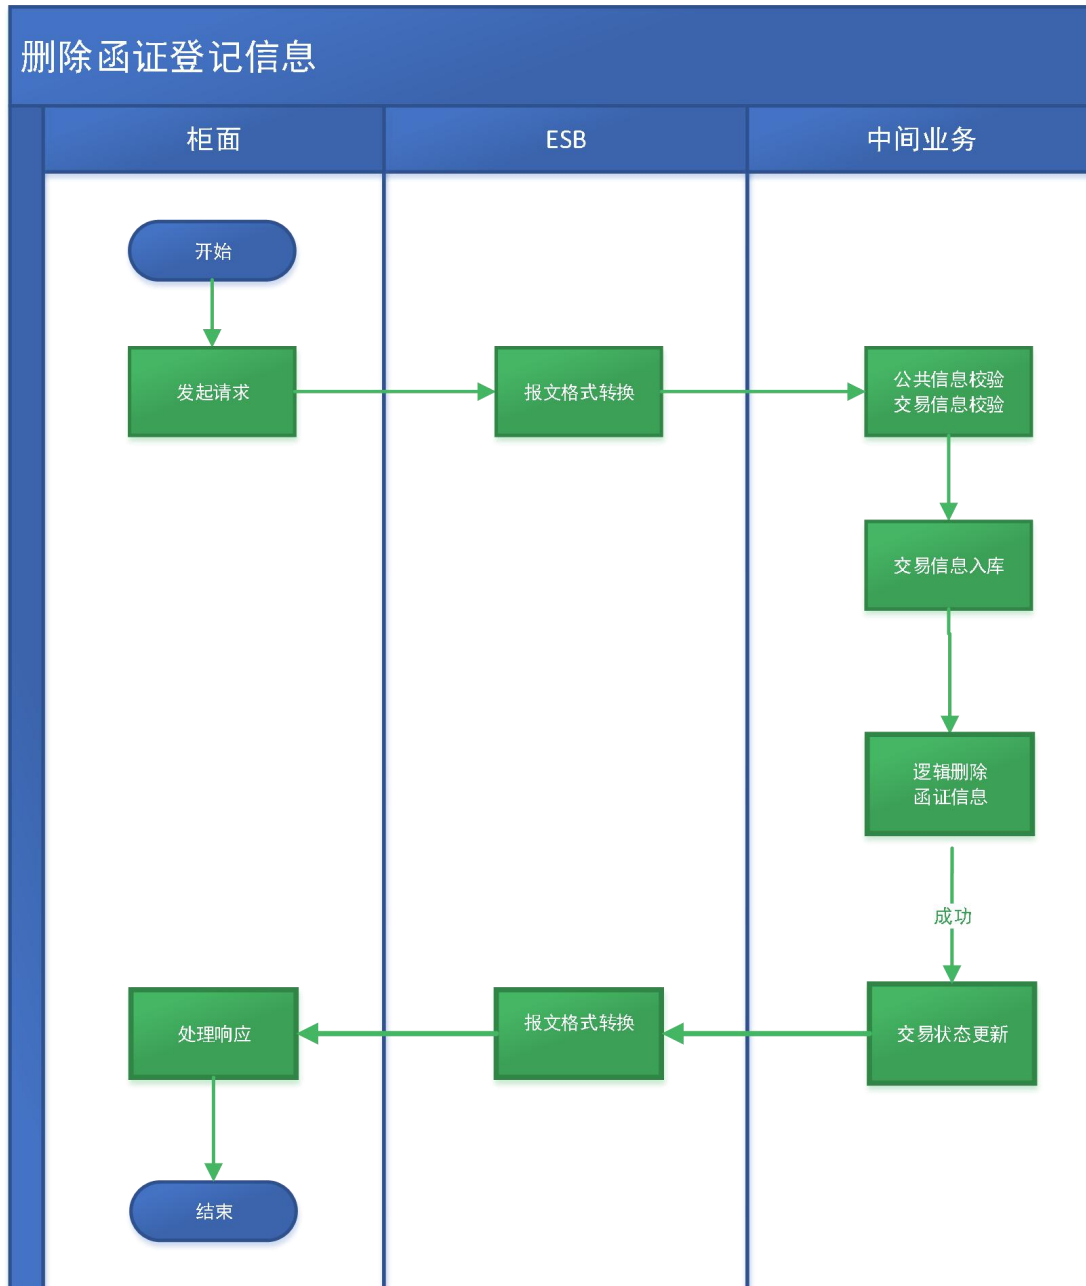 删除函证登记信息
柜面
ESB
中间业务
开始
发起请求
报文格式转换
公共信息校验
交易信息校验
交易信息入库
逻辑删除
函证信息
成功
处理响应
报文格式转换
交易状态更新
结束